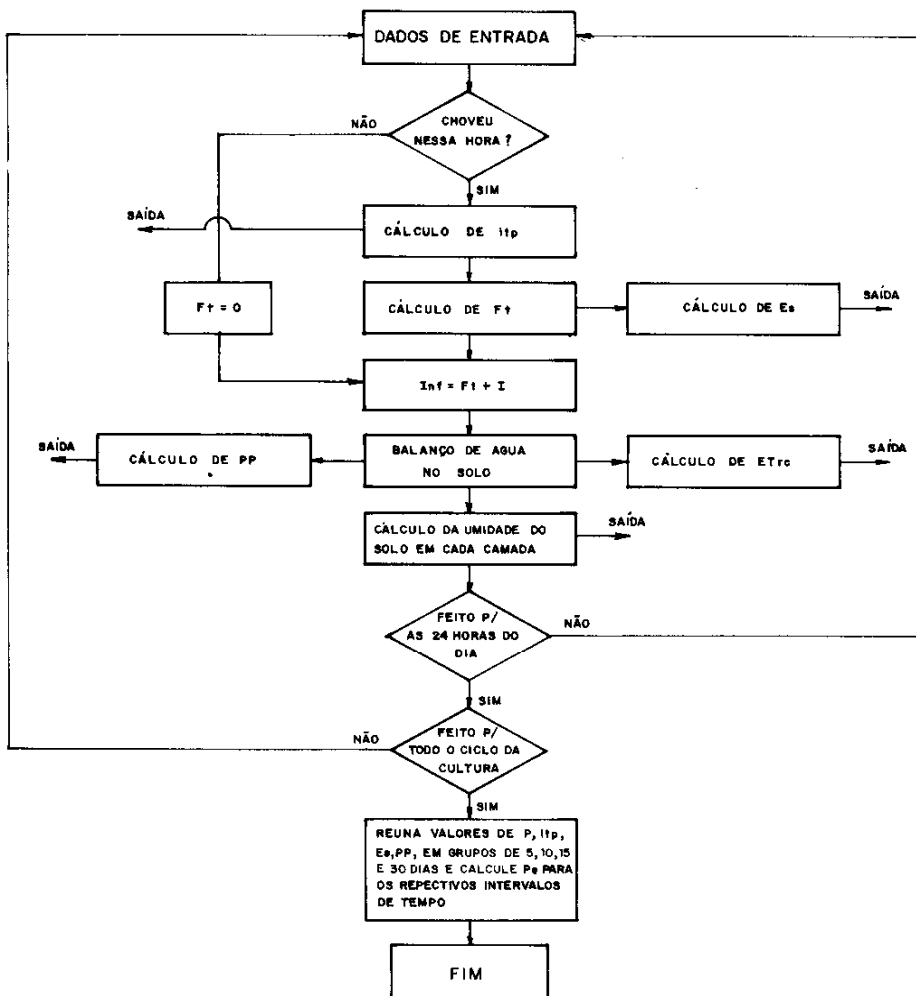 DADOS DE ENTRADA
CHOVEU
NESSA HORA?
NÃO
SIM
SAÍDA
CÁLCULO DE Itp
Ft = 0
CÁLCULO DE Ft
CÁLCULO DE Es
SAÍDA
Inf = Ft + I
SAÍDA
CÁLCULO DE PP
BALANÇO DE AGUA
NO SOLO
CÁLCULO DE ETrc
SAÍDA
CÁLCULO DA UMIDADE DO
SOLO EM CADA CAMADA
SAÍDA
FEITO P/
AS 24 HORAS DO
DIA
NÃO
SIM
NÃO
FEITO P/
TODO O CICLO DA
CULTURA
SIM
REUNA VALORES DE P, Itp,
Es,PP, EM GRUPOS DE 5,10,15
E 30 DIAS E CALCULE Pe PARA
OS REPECTIVOS INTERVALOS
DE TEMPO
FIM